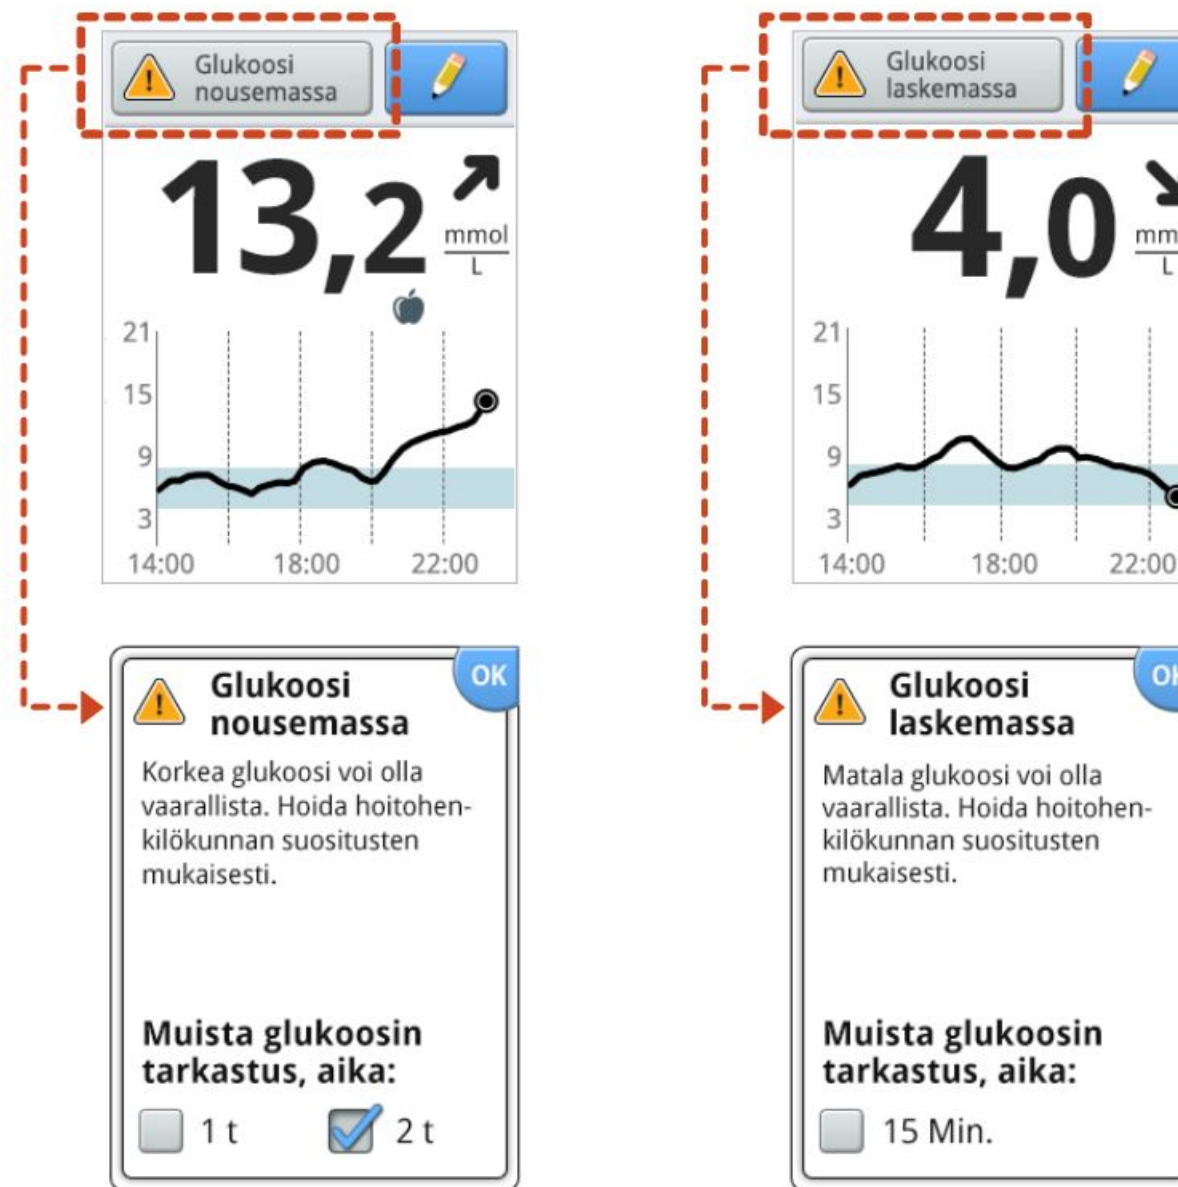 Glukoosi
nousemassa
13,2
mmol
L
21
15
9
3
14:00
18:00
22:00
Glukoosi
nousemassa
OK
Korkea glukoosi voi olla
vaarallista. Hoida hoitohen-
kilökunnan suositusten
mukaisesti.
Muista glukoosin
tarkastus, aika:
1 t
2 t
Glukoosi
laskemassa
4,0
mm
L
21
15
9
3
14:00
18:00
22:00
Glukoosi
laskemassa
OK
Matala glukoosi voi olla
vaarallista. Hoida hoitohen-
kilökunnan suositusten
mukaisesti.
Muista glukoosin
tarkastus, aika:
15 Min.